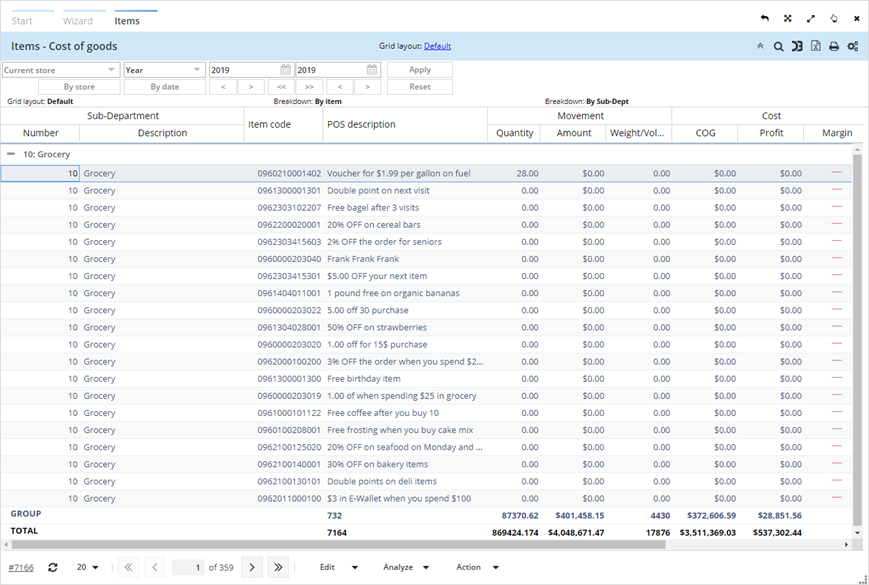 Start Wizard Items
Items - Cost of goods Grid layout: Default
Current store Year 2019 2019 Apply
By store By date < > << >> < > Reset
Grid layout: Default Breakdown: By item Breakdown: By Sub-Dept
Sub-Department Item code POS description Movement Cost
Number Description Quantity Amount Weight/Vol... COG Profit Margin
10: Grocery
10 Grocery 0960210001402 Voucher for $1.99 per gallon on fuel 28.00 $0.00 0.00 $0.00 $0.00 -----
10 Grocery 0961300001301 Double point on next visit 0.00 $0.00 0.00 $0.00 $0.00 -----
10 Grocery 0962303102207 Free bagel after 3 visits 0.00 $0.00 0.00 $0.00 $0.00 -----
10 Grocery 0962200020001 20% OFF on cereal bars 0.00 $0.00 0.00 $0.00 $0.00 -----
10 Grocery 0962303415603 2% OFF the order for seniors 0.00 $0.00 0.00 $0.00 $0.00 -----
10 Grocery 0960000203040 Frank Frank Frank 0.00 $0.00 0.00 $0.00 $0.00 -----
10 Grocery 0962303415301 $5.00 OFF your next item 0.00 $0.00 0.00 $0.00 $0.00 -----
10 Grocery 0961404011001 1 pound free on organic bananas 0.00 $0.00 0.00 $0.00 $0.00 -----
10 Grocery 0960000203022 5.00 off 30 purchase 0.00 $0.00 0.00 $0.00 $0.00 -----
10 Grocery 0961304028001 50% OFF on strawberries 0.00 $0.00 0.00 $0.00 $0.00 -----
10 Grocery 0960000203020 1.00 off for 15$ purchase 0.00 $0.00 0.00 $0.00 $0.00 -----
10 Grocery 0962000100200 3% OFF the order when you spend $2... 0.00 $0.00 0.00 $0.00 $0.00 -----
10 Grocery 0961300001300 Free birthday item 0.00 $0.00 0.00 $0.00 $0.00 -----
10 Grocery 0960000203019 1.00 of when spending $25 in grocery 0.00 $0.00 0.00 $0.00 $0.00 -----
10 Grocery 0961000101122 Free coffee after you buy 10 0.00 $0.00 0.00 $0.00 $0.00 -----
10 Grocery 0960100208001 Free frosting when you buy cake mix 0.00 $0.00 0.00 $0.00 $0.00 -----
10 Grocery 0962100125020 20% OFF on seafood on Monday and ... 0.00 $0.00 0.00 $0.00 $0.00 -----
10 Grocery 0962100140001 30% OFF on bakery items 0.00 $0.00 0.00 $0.00 $0.00 -----
10 Grocery 0962100130101 Double points on deli items 0.00 $0.00 0.00 $0.00 $0.00 -----
10 Grocery 0962011000100 $3 in E-Wallet when you spend $100 0.00 $0.00 0.00 $0.00 $0.00 -----
GROUP 732 87370.62 $401,458.15 4430 $372,606.59 $28,851.56
TOTAL 7164 869424.174 $4,048,671.47 17876 $3,511,369.03 $537,302.44
#7166 20 1 of 359 Edit Analyze Action